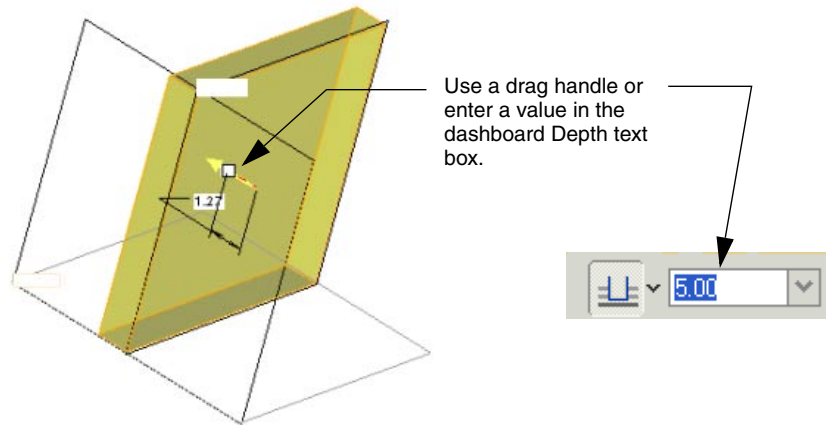 Use a drag handle or
enter a value in the
dashboard Depth text
box.
1.27
5.00